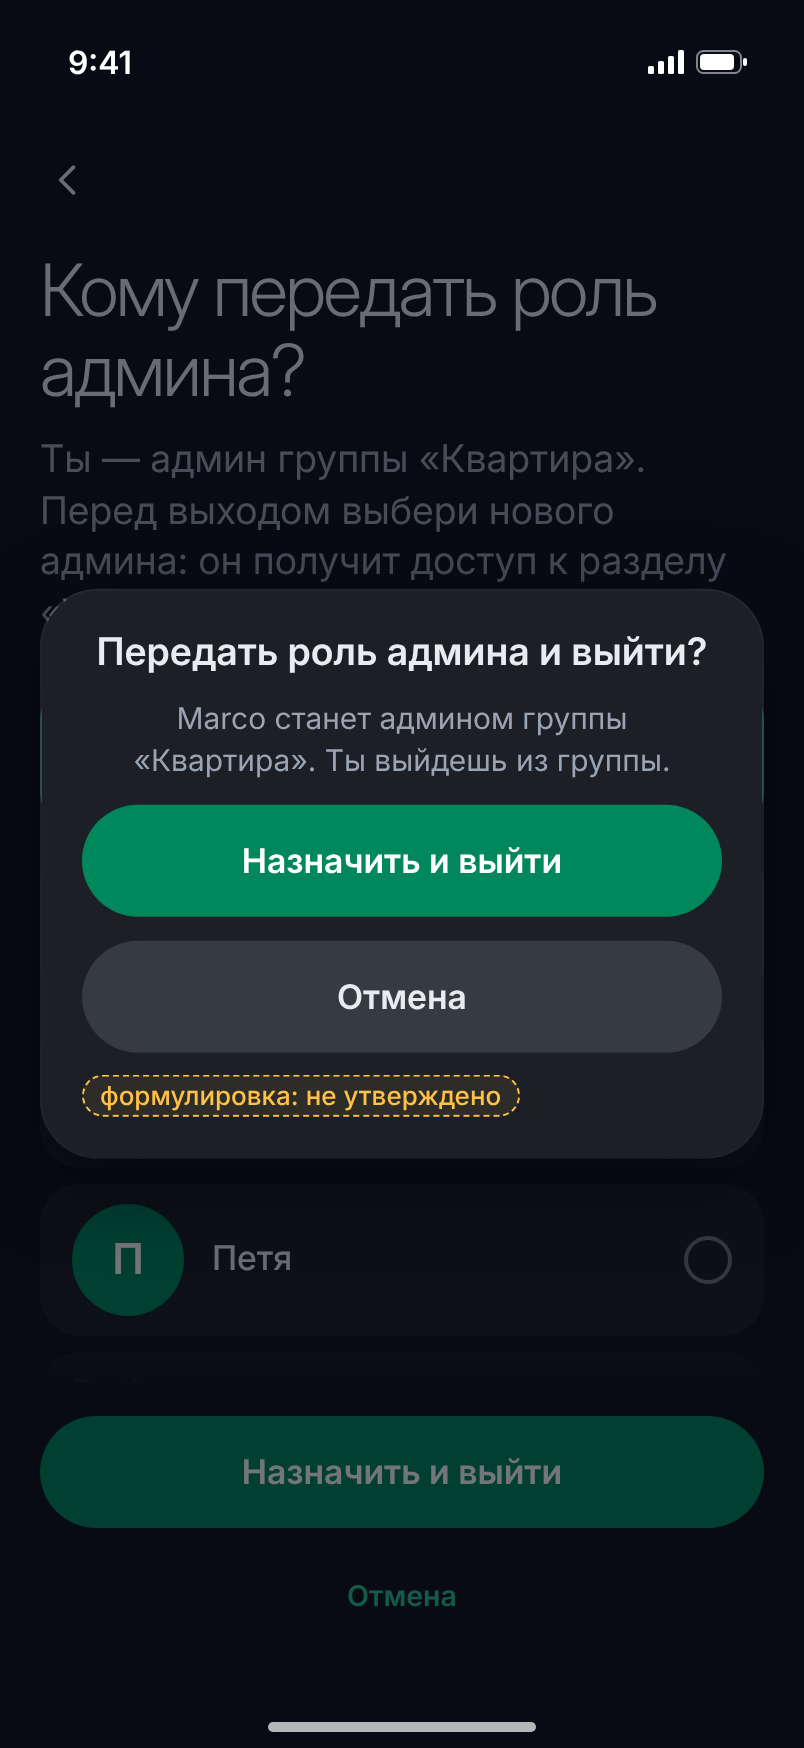 9:41
Кому передать роль
админа?
Ты — админ группы «Квартира».
Перед выходом выбери нового
админа: он получит доступ к разделу
Передать роль админа и выйти?
Marco станет админом группы
«Квартира». Ты выйдешь из группы.
Назначить и выйти
Отмена
формулировка: не утверждено
П
Петя
Назначить и выйти
Отмена